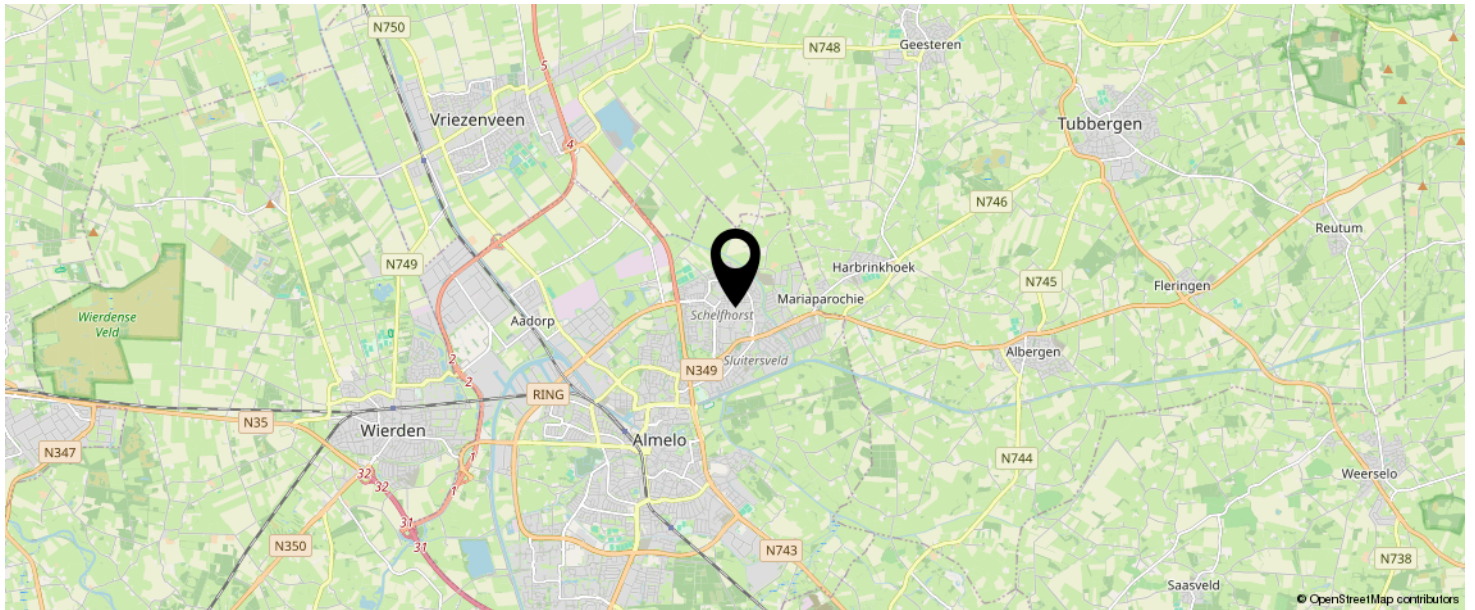 N750
5
N748
Geesteren
Vriezenveen
4
Tubbergen
N746
Reutum
N749
Harbrinkhoek
N745
Fleringen
Mariaparochie
Wierdense
Veld
Aadorp
Schelfhorst
Albergen
2
2
Sluitersveld
N349
RING
N35
Wierden
Almelo
N347
1
N744
32
32
1
Weerselo
31
31
N350
N743
N738
Saasveld
© OpenStreetMap contributors